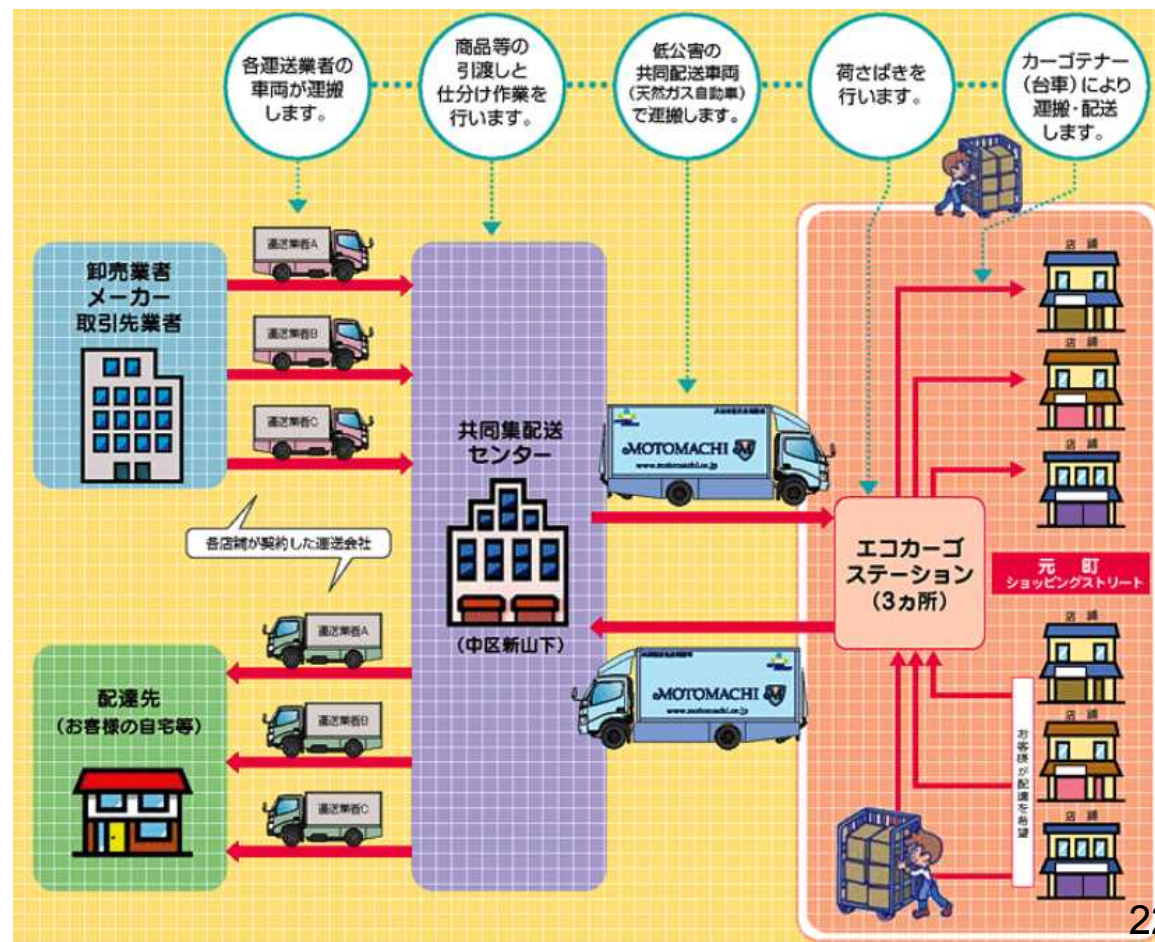 各運送業者の
車両が運搬
します。
商品等の
引渡しと
仕分け作業を
行います。
低公害の
共同配送車両
(天然ガス自動車)
で運搬します。
荷さばきを
行います。
カーゴテナー
(台車)により
運搬・配送
します。
卸売業者
メーカー
取引先業者
運送業者A
運送業者B
運送業者C
各店舗が契約した運送会社
共同集配送
センター
(中区新山下)
MOTOMACHI
www.motomachi.or.jp
エコカーゴ
ステーション
(3ヵ所)
店舗
店舗
店舗
元町
ショッピングストリート
店舗
店舗
店舗
お客様が配達を希望
MOTOMACHI
www.motomachi.or.jp
配達先
(お客様の自宅等)
運送業者A
運送業者B
運送業者C